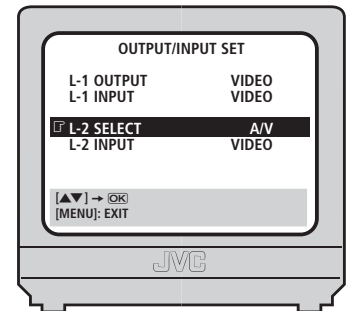 OUTPUT/INPUT SET
L-1 OUTPUT VIDEO
L-1 INPUT VIDEO
L-2 SELECT A/V
L-2 INPUT VIDEO
[▲▼] → OK
[MENU]: EXIT
JVC